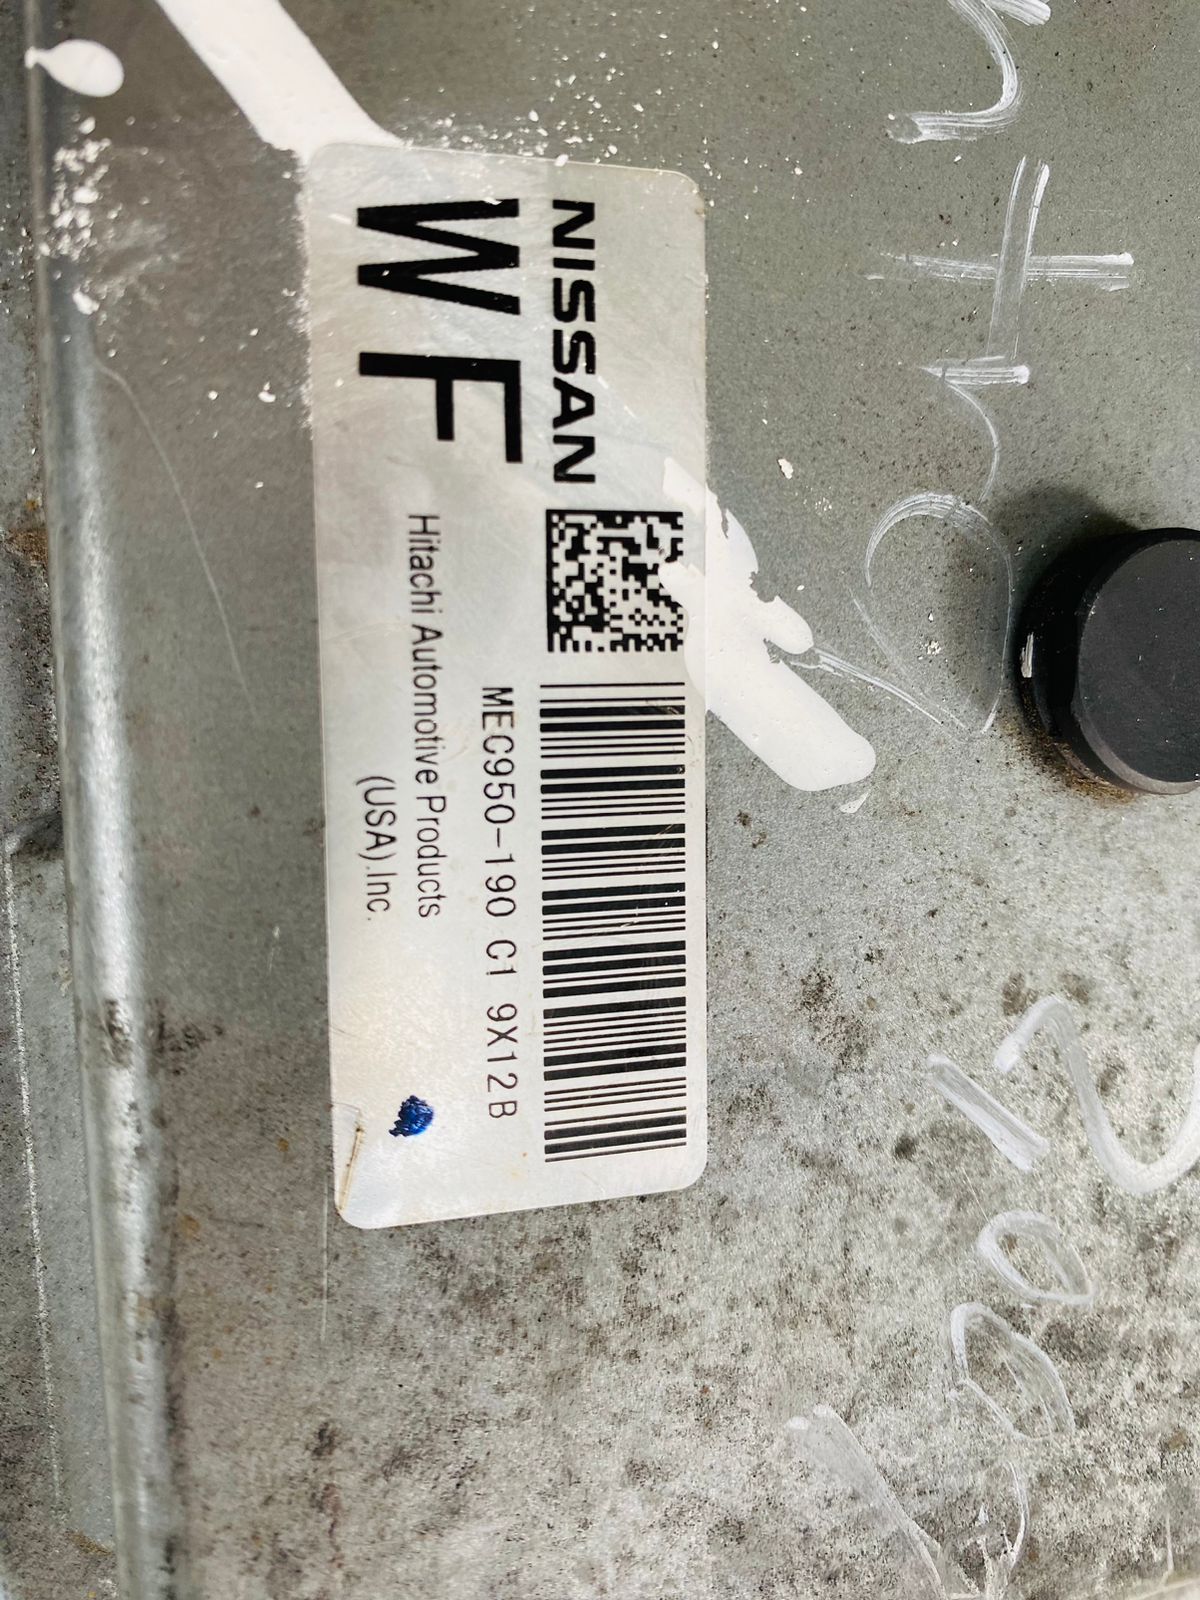 NISSAN
WF
MEC950-190 C1 9X12B
Hitachi Automotive Products
(USA).Inc.